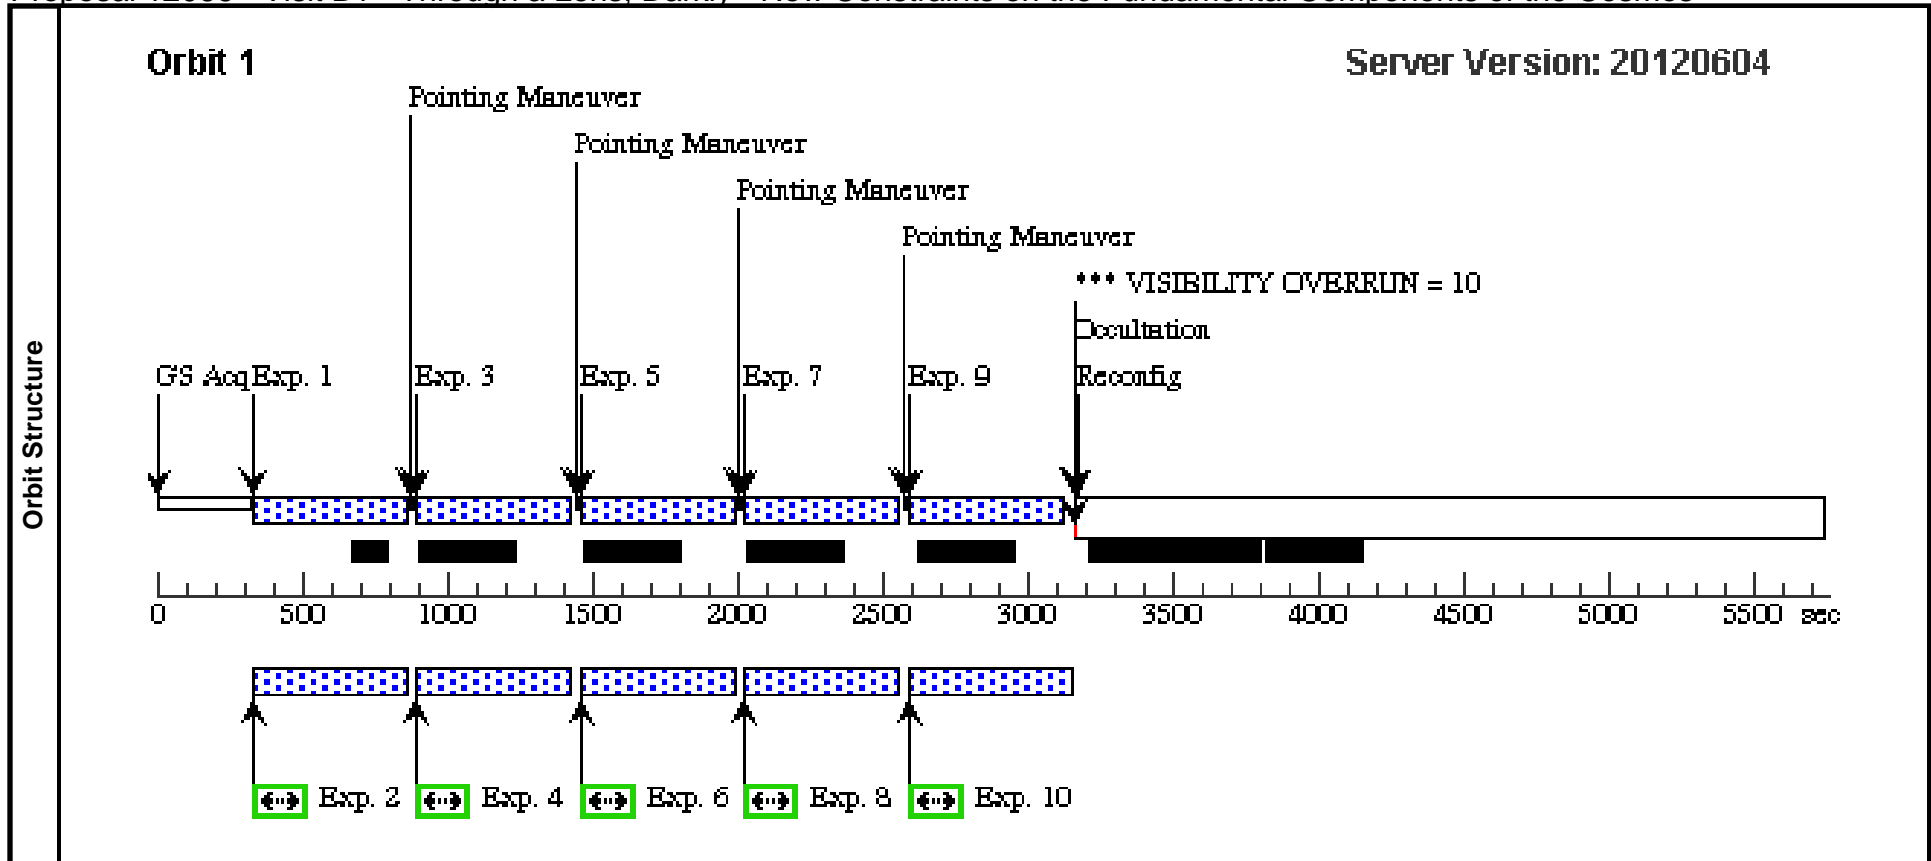 Orbit 1
Server Version: 20120604
Pointing Maneuver
Pointing Maneuver
Pointing Maneuver
Pointing Maneuver
*** VISIBILITY OVERRUN = 10
Occultation
GS Acq Exp. 1 Exp. 3 Exp. 5 Exp. 7 Exp. 9 Reconfig
Orbit Structure
0 500 1000 1500 2000 2500 3000 3500 4000 4500 5000 5500 sec
Exp. 2 Exp. 4 Exp. 6 Exp. 8 Exp. 10